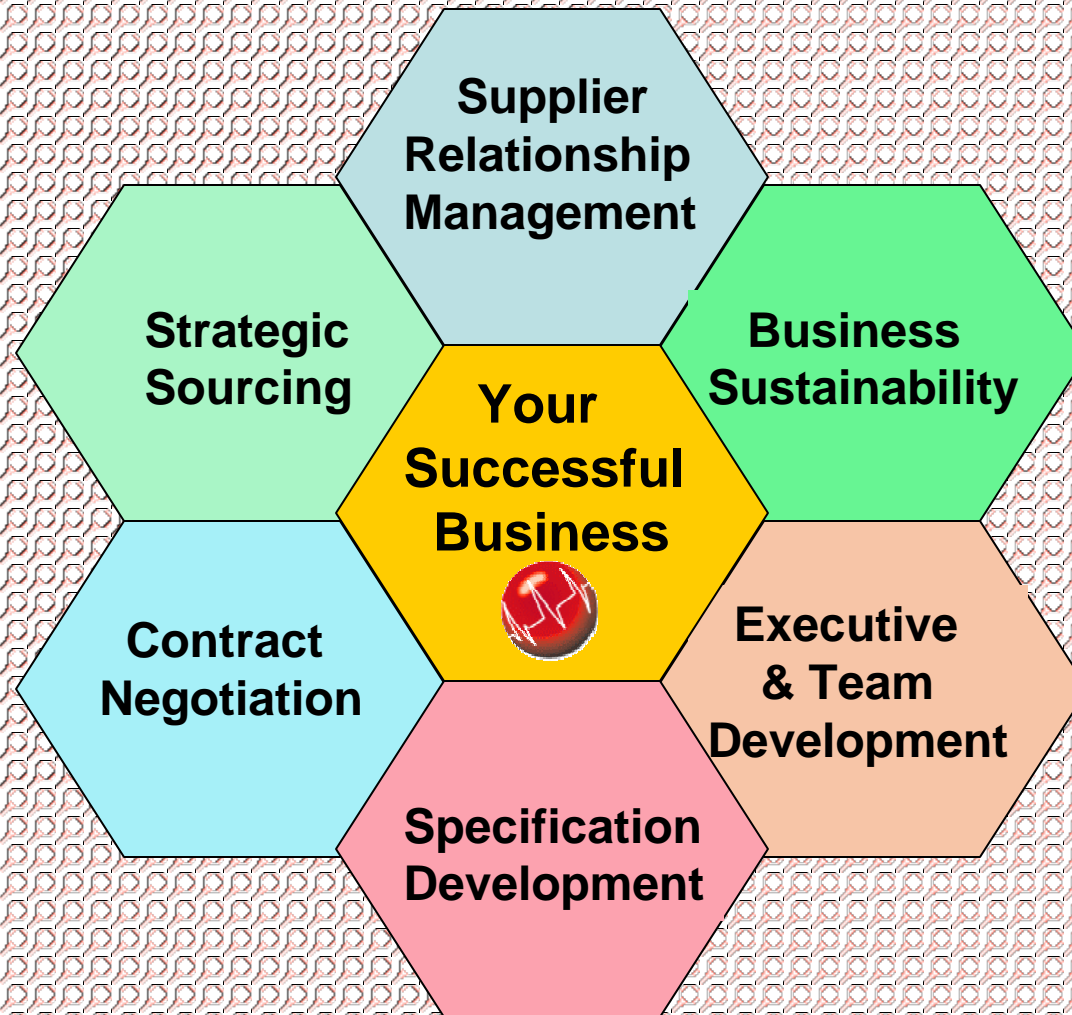 Supplier
Relationship
Management
Strategic
Sourcing
Business
Sustainability
Your
Successful
Business
Contract
Negotiation
Executive
& Team
Development
Specification
Development